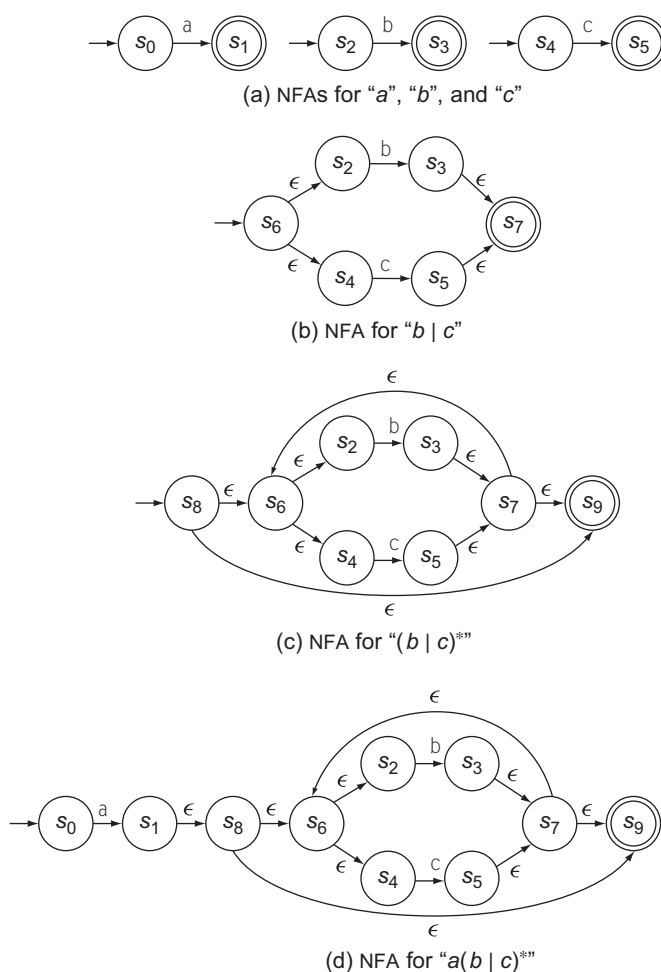 a b c
s0 s1 s2 s3 s4 s5
(a) NFAs for “a”, “b”, and “c”
b
s2 s3
ϵ ϵ
s6 s7
ϵ ϵ
c
s4 s5
(b) NFA for “b | c”
ϵ
b
s2 s3
ϵ ϵ
s8 ϵ s6 s7 ϵ s9
ϵ ϵ
c
s4 s5
ϵ
(c) NFA for “(b | c)*”
ϵ
b
s2 s3
ϵ ϵ
s0 a s1 ϵ s8 ϵ s6 s7 ϵ s9
ϵ ϵ
c
s4 s5
ϵ
(d) NFA for “a(b | c)*”